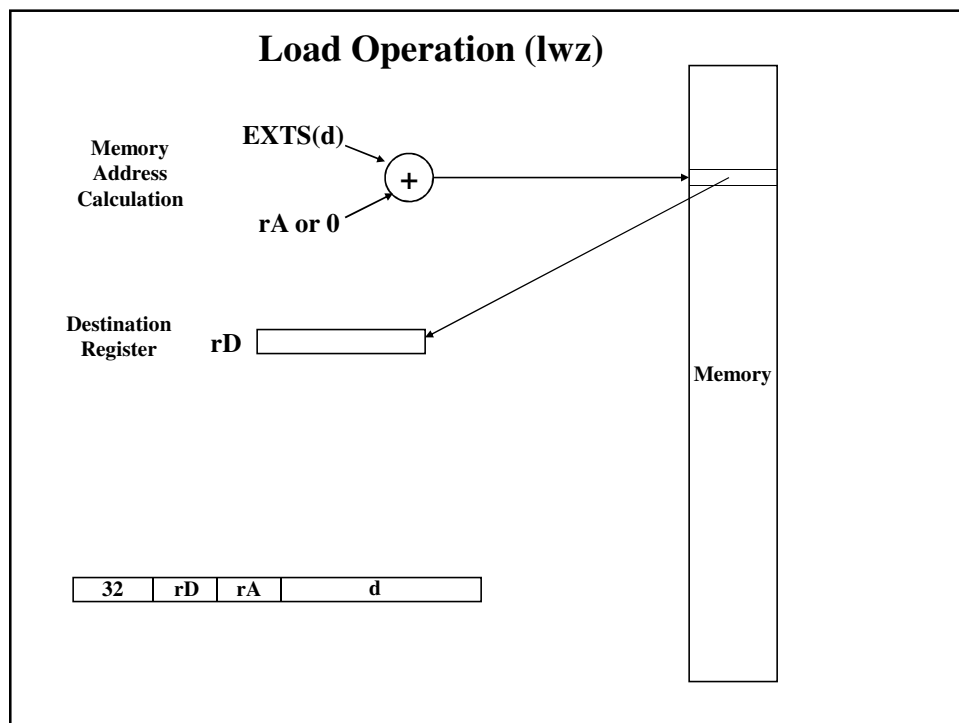 Load Operation (lwz)
EXTS(d)
Memory
Address
Calculation
+
rA or 0
Destination
Register
rD
Memory
32 rD rA d